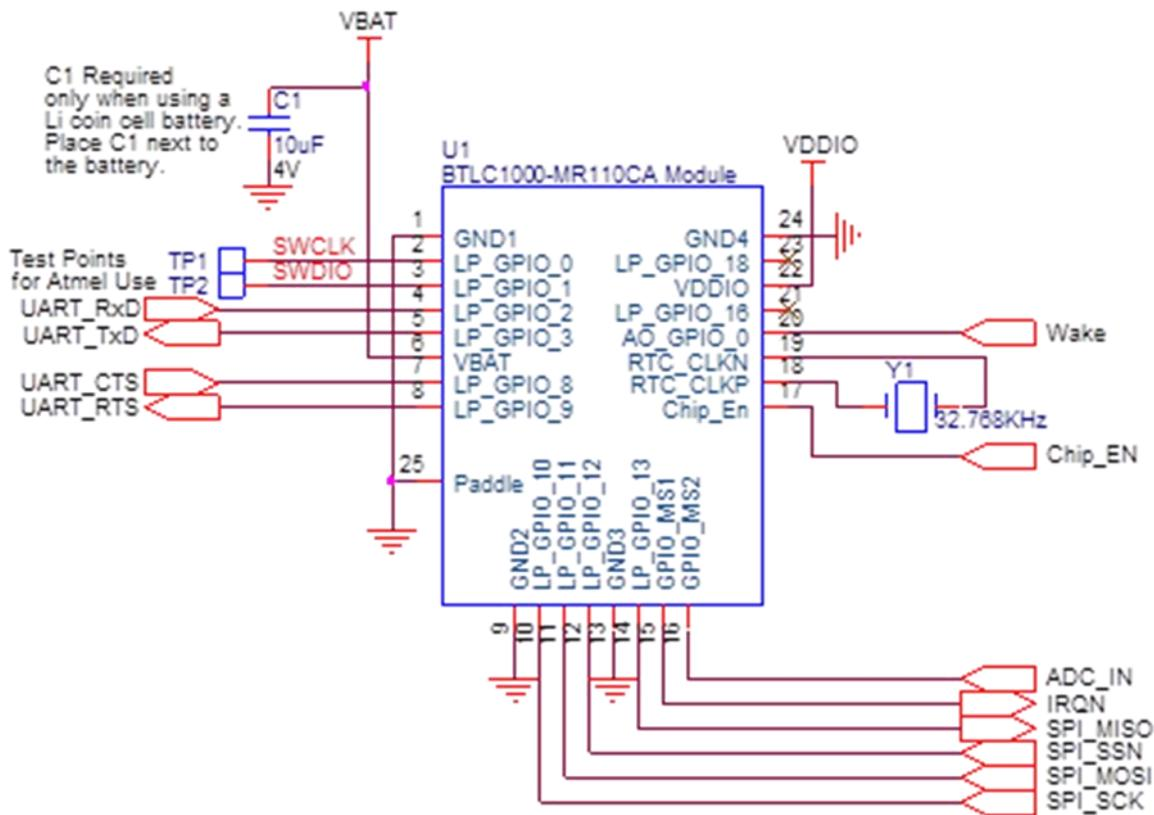 VBAT
C1 Required
only when using a
Li coin cell battery.
Place C1 next to
the battery.
C1
10uF
4V
U1
BTLC1000-MR110CA Module
VDDIO
Test Points
for Atmel Use
TP1
TP2
SWCLK
SWDIO
UART_RxD
UART_TxD
UART_CTS
UART_RTS
1
2
3
4
5
6
7
8
25
GND1
LP_GPIO_0
LP_GPIO_1
LP_GPIO_2
LP_GPIO_3
VBAT
LP_GPIO_8
LP_GPIO_9
Paddle
GND4
LP_GPIO_18
VDDIO
LP_GPIO_16
AO_GPIO_0
RTC_CLKN
RTC_CLKP
Chip_En
24
23
22
21
20
19
18
17
Wake
Y1
32.768KHz
Chip_EN
GND2
LP_GPIO_10
LP_GPIO_11
LP_GPIO_12
GND3
LP_GPIO_13
GPIO_MS1
GPIO_MS2
9
10
11
12
13
14
15
16
ADC_IN
IRQN
SPI_MISO
SPI_SSN
SPI_MOSI
SPI_SCK